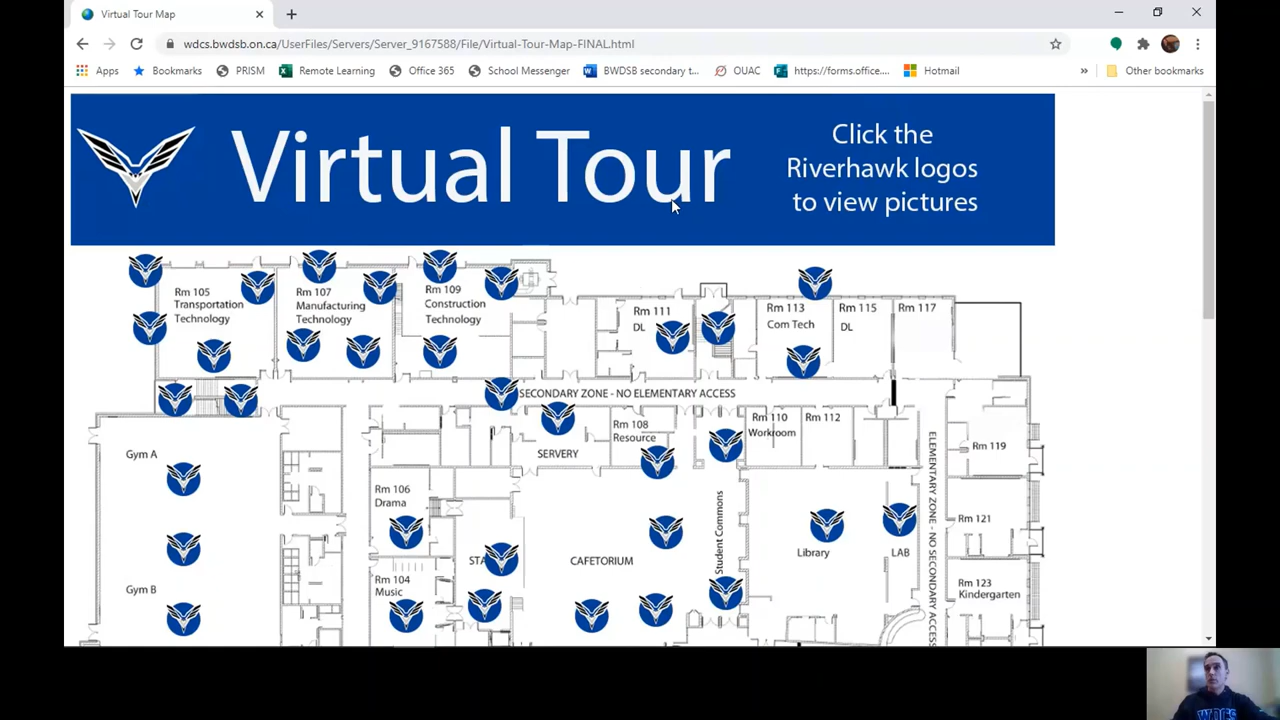 Virtual Tour Map
wdcs.bwdsb.on.ca/UserFiles/Servers/Server_9167588/File/Virtual-Tour-Map-FINAL.html
Apps Bookmarks PRISM Remote Learning Office 365 School Messenger BWDSB secondary t... OUAC https://forms.office.... Hotmail » Other bookmarks
Virtual Tour
Click the
Riverhawk logos
to view pictures
Rm 105
Transportation
Technology
Rm 107
Manufacturing
Technology
Rm 109
Construction
Technology
Rm 111
DL
Rm 113
Com Tech
Rm 115
DL
Rm 117
SECONDARY ZONE - NO ELEMENTARY ACCESS
Rm 108
Resource
SERVERY
Rm 110
Workroom
Rm 112
ELEMENTARY ZONE - NO SECONDARY ACCESS
Rm 119
Gym A
Rm 106
Drama
Student Commons
Rm 121
STA
CAFETORIUM
Library
LAB
Gym B
Rm 104
Music
Rm 123
Kindergarten
WDCS